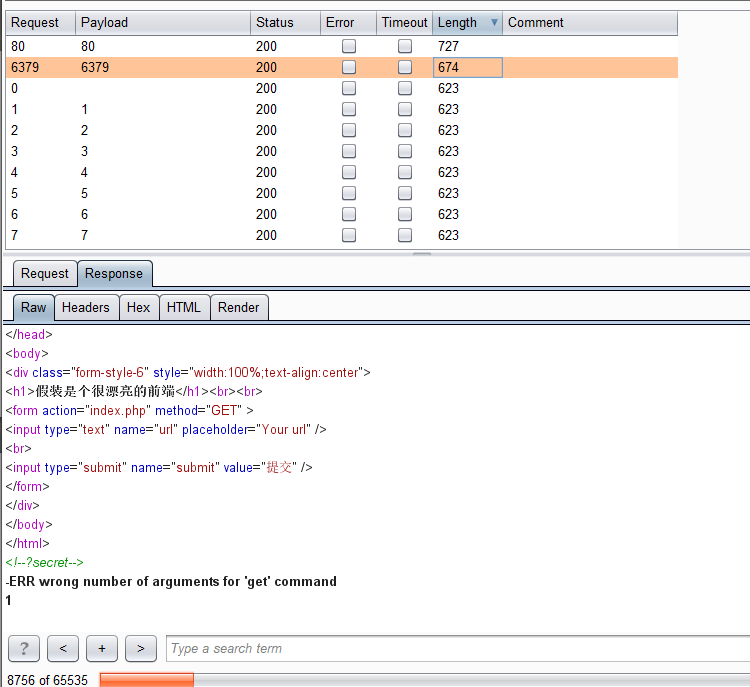 Request Payload Status Error Timeout Length Comment
80 80 200 727
6379 6379 200 674
0 200 623
1 1 200 623
2 2 200 623
3 3 200 623
4 4 200 623
5 5 200 623
6 6 200 623
7 7 200 623
Request Response
Raw Headers Hex HTML Render
</head>
<body>
<div class="form-style-6" style="width:100%;text-align:center">
<h1>假装是个很漂亮的前端</h1><br><br>
<form action="index.php" method="GET" >
<input type="text" name="url" placeholder="Your url" />
<br>
<input type="submit" name="submit" value="提交" />
</form>
</div>
</body>
</html>
<!--?secret-->
-ERR wrong number of arguments for 'get' command
1
? < + > Type a search term
8756 of 65535